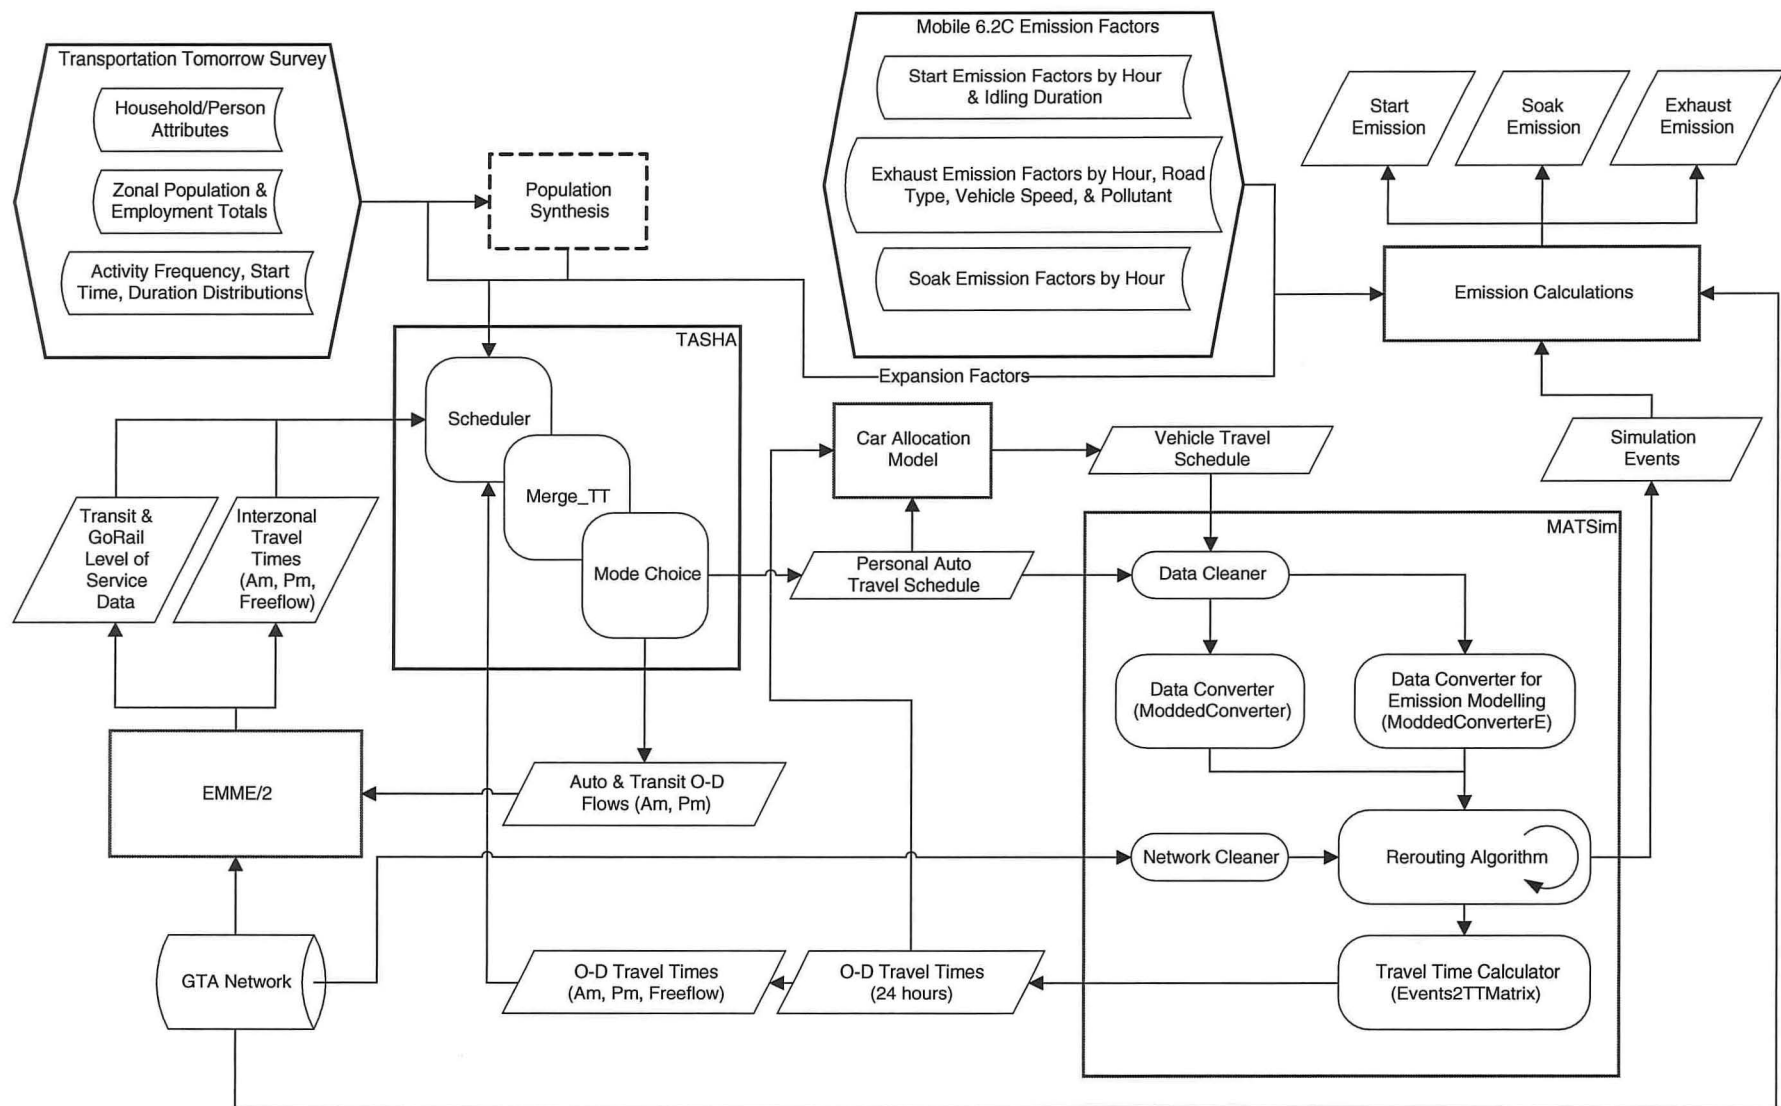 Transportation Tomorrow Survey
Household/Person
Attributes
Zonal Population &
Employment Totals
Activity Frequency, Start
Time, Duration Distributions
Population
Synthesis
Mobile 6.2C Emission Factors
Start Emission Factors by Hour
& Idling Duration
Exhaust Emission Factors by Hour, Road
Type, Vehicle Speed, & Pollutant
Soak Emission Factors by Hour
Start
Emission
Soak
Emission
Exhaust
Emission
Emission Calculations
Expansion Factors
TASHA
Scheduler
Merge_TT
Mode Choice
Transit &
GoRail
Level of
Service
Data
Interzonal
Travel
Times
(Am, Pm,
Freeflow)
Car Allocation
Model
Vehicle Travel
Schedule
Simulation
Events
Personal Auto
Travel Schedule
MATSim
Data Cleaner
Data Converter
(ModdedConverter)
Data Converter for
Emission Modelling
(ModdedConverterE)
EMME/2
Auto & Transit O-D
Flows (Am, Pm)
Network Cleaner
Rerouting Algorithm
GTA Network
O-D Travel Times
(Am, Pm, Freeflow)
O-D Travel Times
(24 hours)
Travel Time Calculator
(Events2TTMatrix)